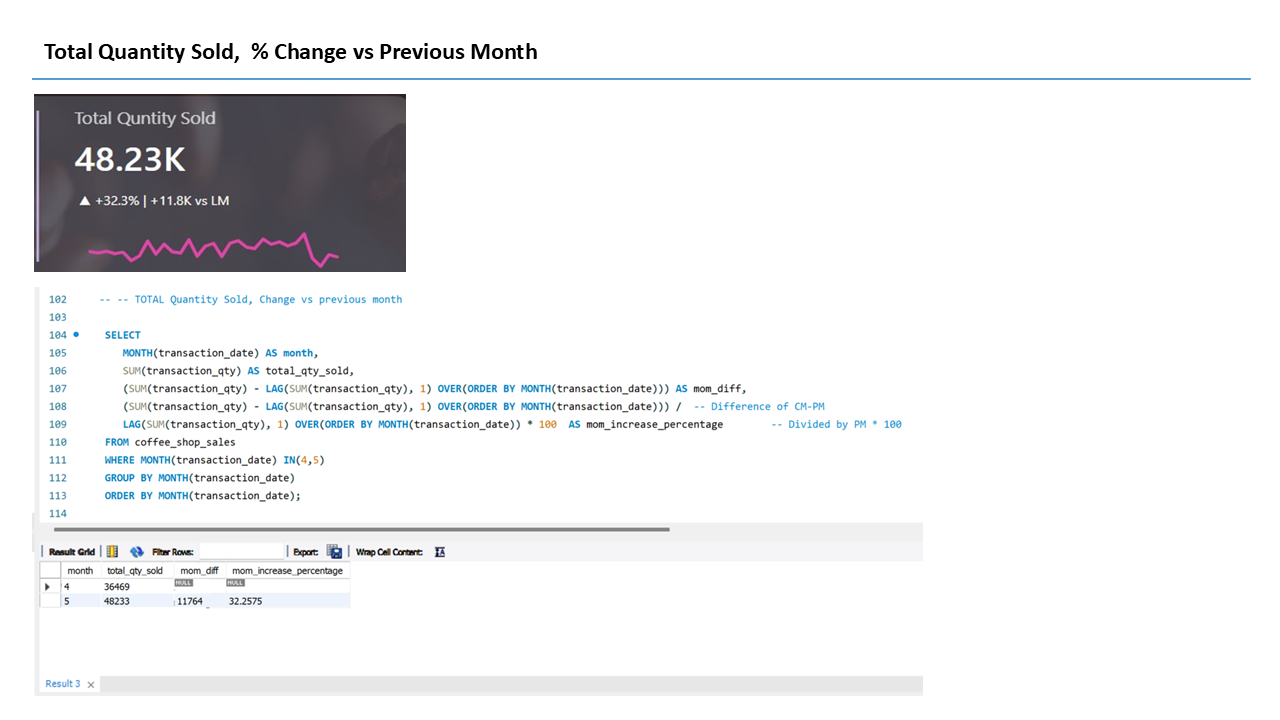 Total Quantity Sold,  % Change vs Previous Month
Total Quntity Sold
48.23K
▲ +32.3% | +11.8K vs LM
102 -- -- TOTAL Quantity Sold, Change vs previous month
103
104 SELECT
105 MONTH(transaction_date) AS month,
106 SUM(transaction_qty) AS total_qty_sold,
107 (SUM(transaction_qty) - LAG(SUM(transaction_qty), 1) OVER(ORDER BY MONTH(transaction_date))) AS mom_diff,
108 (SUM(transaction_qty) - LAG(SUM(transaction_qty), 1) OVER(ORDER BY MONTH(transaction_date))) / -- Difference of CM-PM
109 LAG(SUM(transaction_qty), 1) OVER(ORDER BY MONTH(transaction_date)) * 100 AS mom_increase_percentage -- Divided by PM * 100
110 FROM coffee_shop_sales
111 WHERE MONTH(transaction_date) IN(4,5)
112 GROUP BY MONTH(transaction_date)
113 ORDER BY MONTH(transaction_date);
114
Result Grid Filter Rows: Export: Wrap Cell Content: IA
month total_qty_sold mom_diff mom_increase_percentage
4 36469 NULL NULL
5 48233 11764 32.2575
Result 3 ×